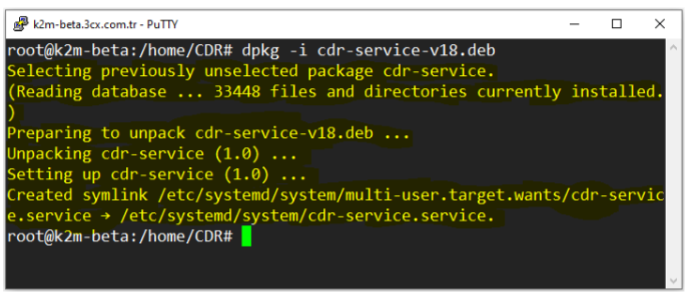 k2m-beta.3cx.com.tr - PuTTY
root@k2m-beta:/home/CDR# dpkg -i cdr-service-v18.deb
Selecting previously unselected package cdr-service.
(Reading database ... 33448 files and directories currently installed.
)
Preparing to unpack cdr-service-v18.deb ...
Unpacking cdr-service (1.0) ...
Setting up cdr-service (1.0) ...
Created symlink /etc/systemd/system/multi-user.target.wants/cdr-servic
e.service → /etc/systemd/system/cdr-service.service.
root@k2m-beta:/home/CDR#